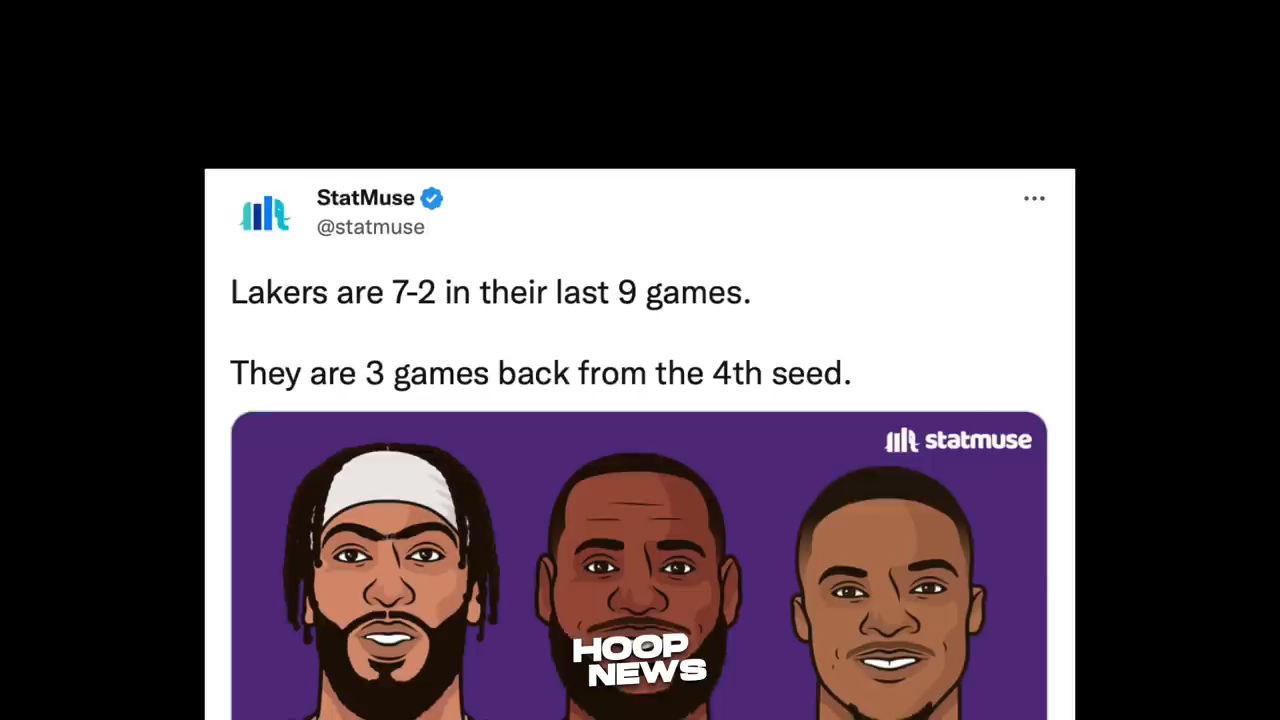 StatMuse
@statmuse
Lakers are 7-2 in their last 9 games.
They are 3 games back from the 4th seed.
statmuse
HOOP
NEWS